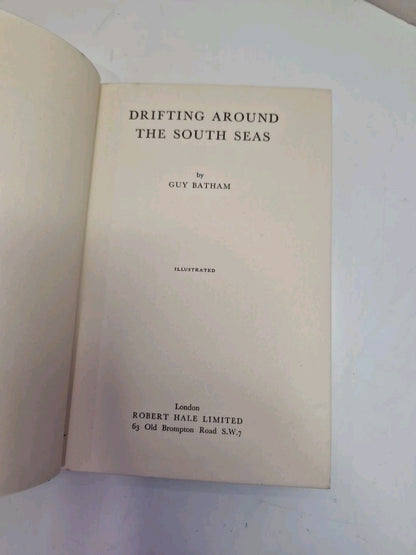 DRIFTING AROUND
THE SOUTH SEAS
by
GUY BATHAM
ILLUSTRATED
London
ROBERT HALE LIMITED
63 Old Brompton Road S.W.7